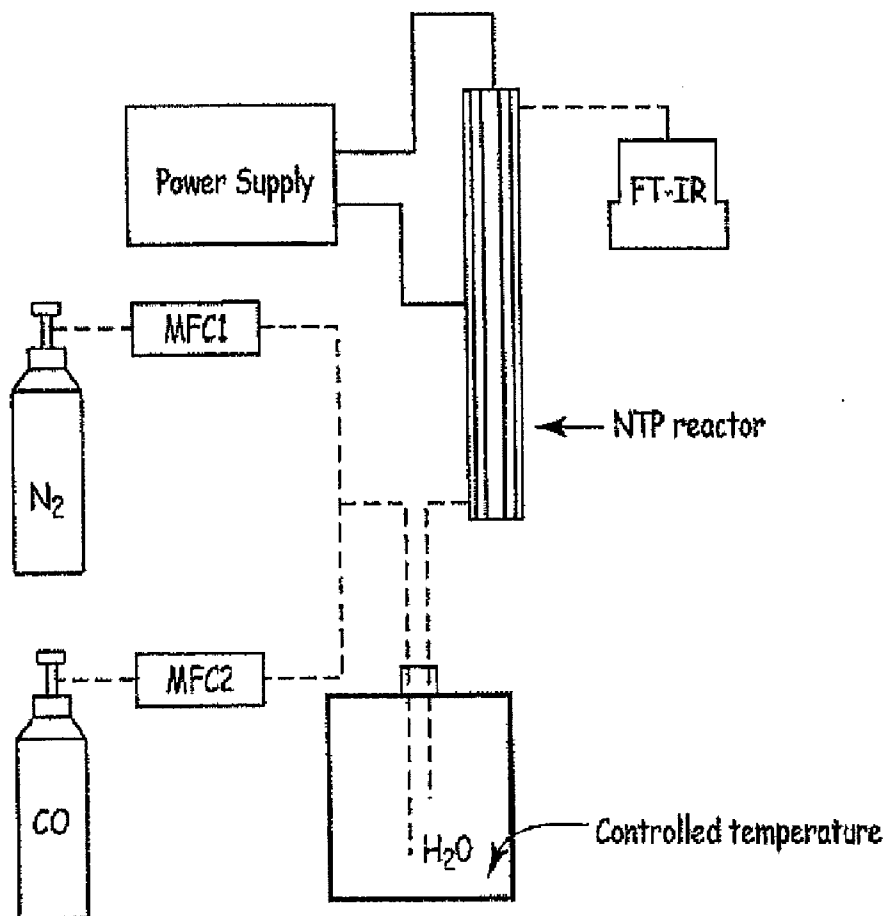 Power Supply
FT-IR
MFC1
NTP reactor
N₂
MFC2
CO
H₂O
Controlled temperature